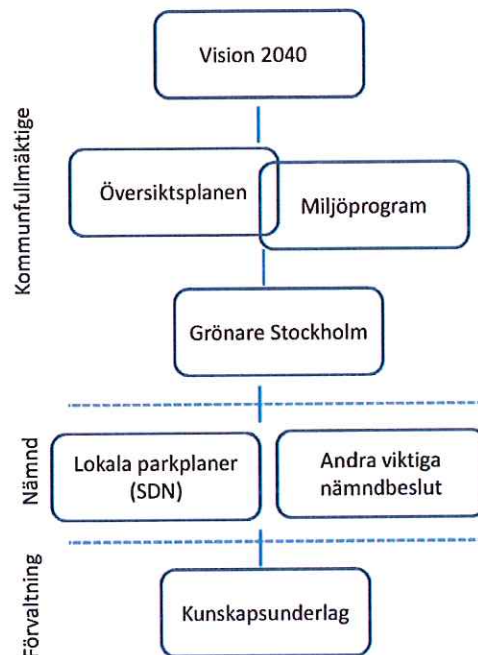 Vision 2040
Kommunfullmäktige
Översiktsplanen
Miljöprogram
Grönare Stockholm
Nämnd
Lokala parkplaner
(SDN)
Andra viktiga
nämndbeslut
Förvaltning
Kunskapsunderlag